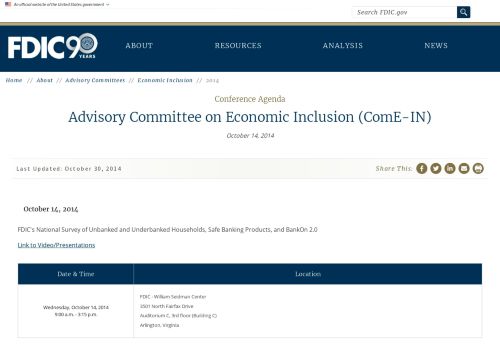 An official website of the United States government
Search FDIC.gov
FDIC 90 YEARS
ABOUT
RESOURCES
ANALYSIS
NEWS
Home // About // Advisory Committees // Economic Inclusion // 2014
Conference Agenda
Advisory Committee on Economic Inclusion (ComE-IN)
October 14, 2014
Last Updated: October 30, 2014
Share This:
October 14, 2014
FDIC's National Survey of Unbanked and Underbanked Households, Safe Banking Products, and BankOn 2.0
Link to Video/Presentations
Date & Time
Location
Wednesday, October 14, 2014
9:00 a.m. - 3:15 p.m.
FDIC - William Seidman Center
3501 North Fairfax Drive
Auditorium C, 3rd floor (Building C)
Arlington, Virginia